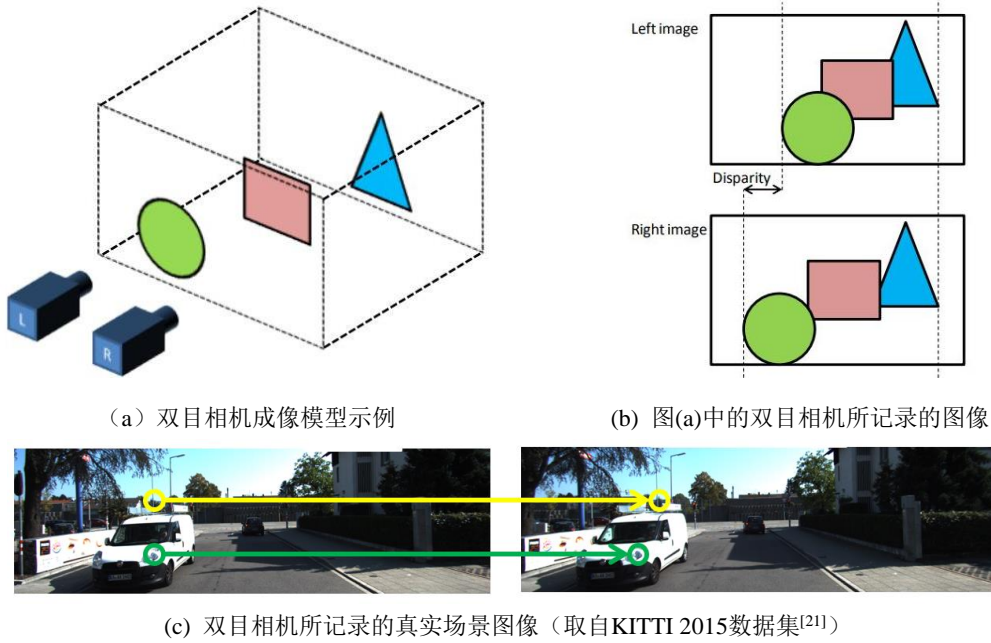 Left image
L
R
Disparity
Right image
（a）双目相机成像模型示例
(b) 图(a)中的双目相机所记录的图像
(c) 双目相机所记录的真实场景图像（取自KITTI 2015数据集[21]）